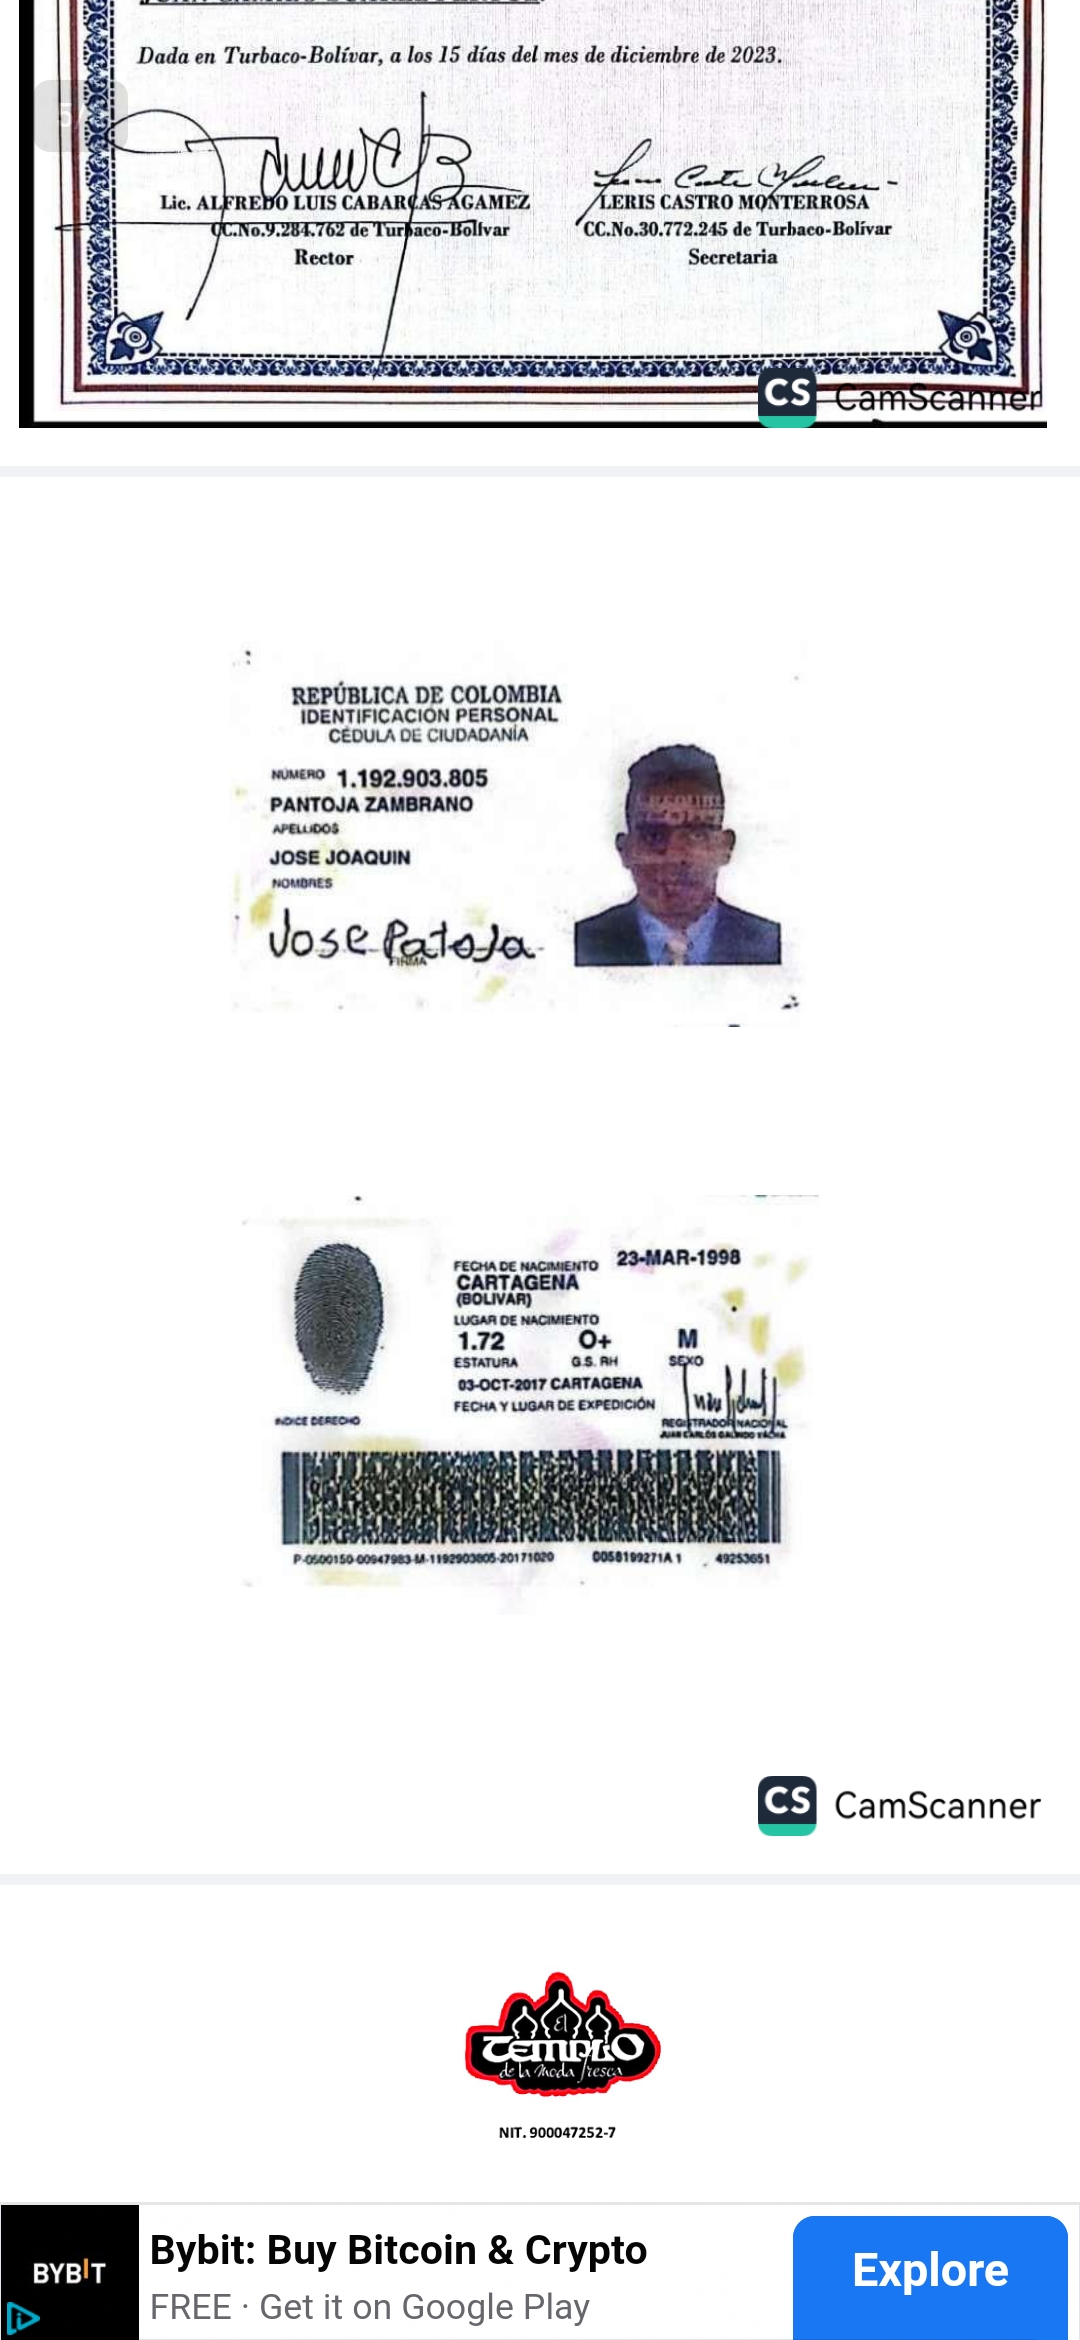 Dada en Turbaco-Bolívar, a los 15 días del mes de diciembre de 2023.
Lic. ALFREDO LUIS CABARCAS AGAMEZ
CC.No.9.284.762 de Turbaco-Bolívar
Rector
LERIS CASTRO MONTERROSA
CC.No.30.772.245 de Turbaco-Bolívar
Secretaria
CS CamScanner
REPÚBLICA DE COLOMBIA
IDENTIFICACIÓN PERSONAL
CÉDULA DE CIUDADANÍA
NÚMERO 1.192.903.805
PANTOJA ZAMBRANO
APELLIDOS
JOSE JOAQUIN
NOMBRES
Jose Patoja
FIRMA
FECHA DE NACIMIENTO 23-MAR-1998
CARTAGENA
(BOLIVAR)
LUGAR DE NACIMIENTO
1.72 O+ M
ESTATURA G.S. RH SEXO
03-OCT-2017 CARTAGENA
FECHA Y LUGAR DE EXPEDICIÓN
INDICE DERECHO
REGISTRADOR NACIONAL
JUAN CARLOS GALINDO VÁCHA
P-0500150-00947983-M-1192903805-20171020 0058199271A 1 49253651
CS CamScanner
El
TEMPLO
de la Moda fresca
NIT. 900047252-7
BYBIT
Bybit: Buy Bitcoin & Crypto
FREE · Get it on Google Play
Explore